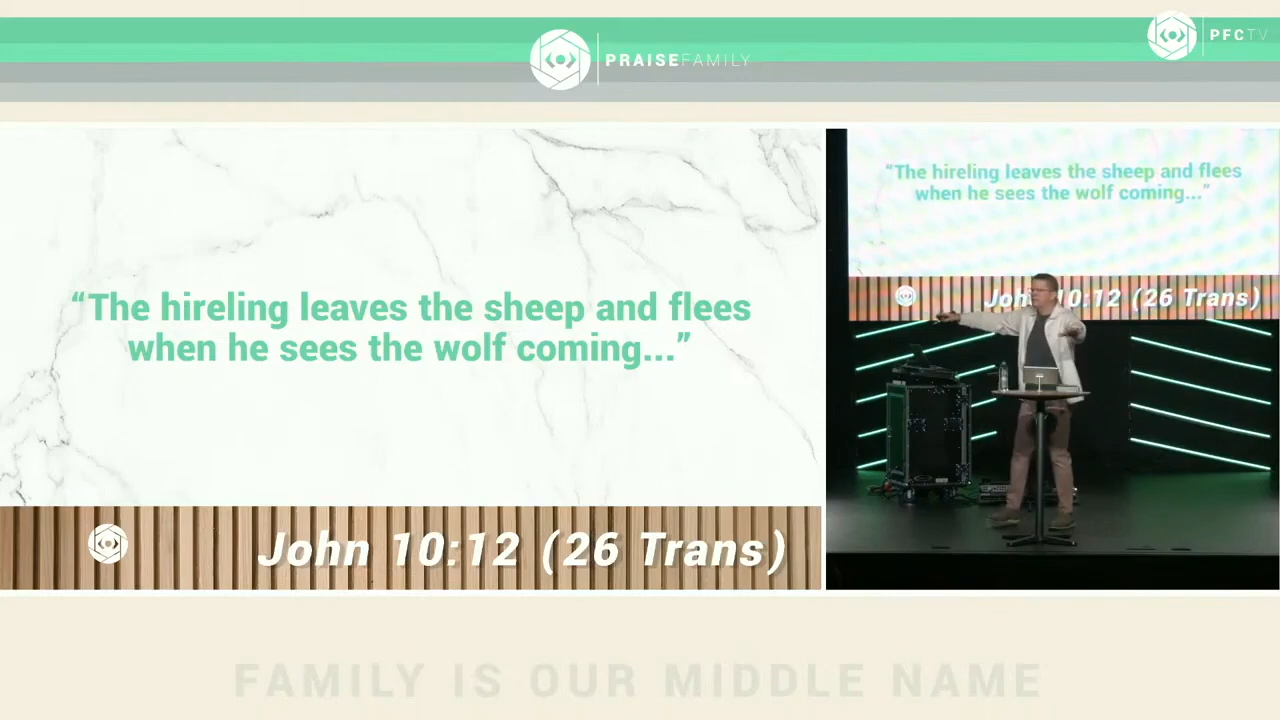 PRAISEFAMILY
PFCTV
“The hireling leaves the sheep and flees
when he sees the wolf coming...”
John 10:12 (26 Trans)
“The hireling leaves the sheep and flees
when he sees the wolf coming...”
John 10:12 (26 Trans)
FAMILY IS OUR MIDDLE NAME